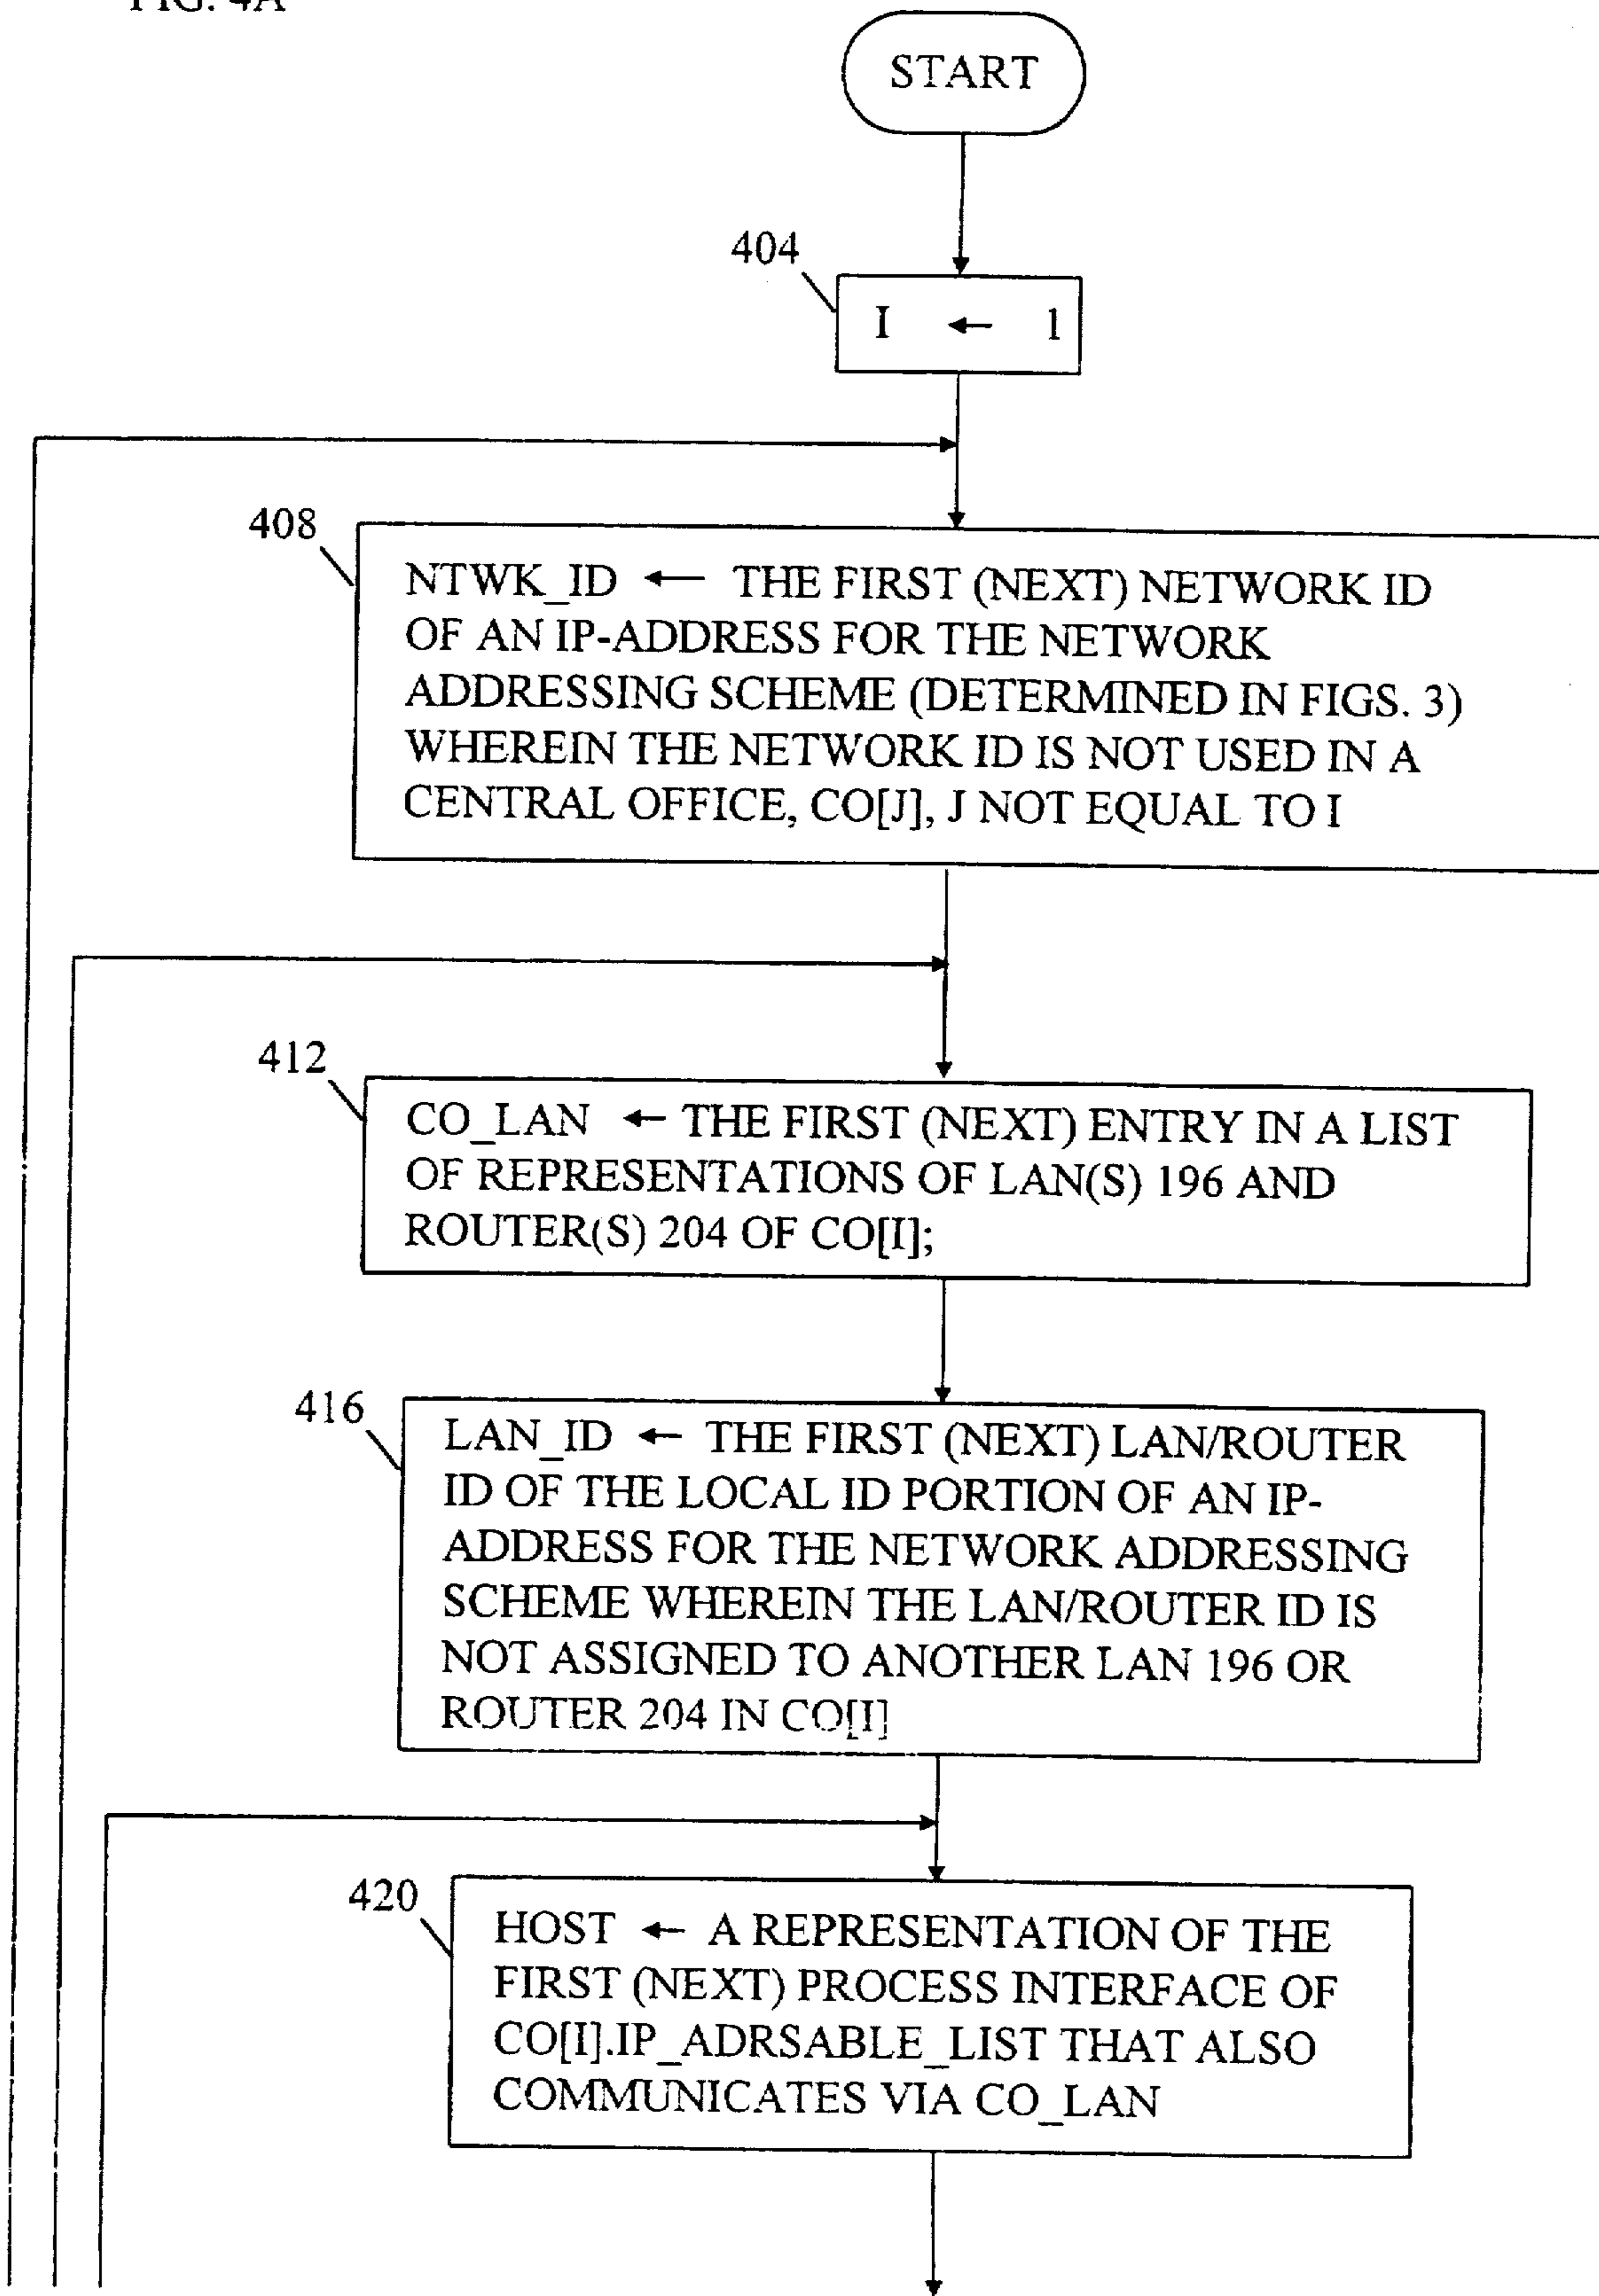 FIG. 4A
START
404
I ← 1
408
NTWK_ID ← THE FIRST (NEXT) NETWORK ID
OF AN IP-ADDRESS FOR THE NETWORK
ADDRESSING SCHEME (DETERMINED IN FIGS. 3)
WHEREIN THE NETWORK ID IS NOT USED IN A
CENTRAL OFFICE, CO[J], J NOT EQUAL TO I
412
CO_LAN ← THE FIRST (NEXT) ENTRY IN A LIST
OF REPRESENTATIONS OF LAN(S) 196 AND
ROUTER(S) 204 OF CO[I];
416
LAN_ID ← THE FIRST (NEXT) LAN/ROUTER
ID OF THE LOCAL ID PORTION OF AN IP-
ADDRESS FOR THE NETWORK ADDRESSING
SCHEME WHEREIN THE LAN/ROUTER ID IS
NOT ASSIGNED TO ANOTHER LAN 196 OR
ROUTER 204 IN CO[I]
420
HOST ← A REPRESENTATION OF THE
FIRST (NEXT) PROCESS INTERFACE OF
CO[I].IP_ADRSABLE_LIST THAT ALSO
COMMUNICATES VIA CO_LAN